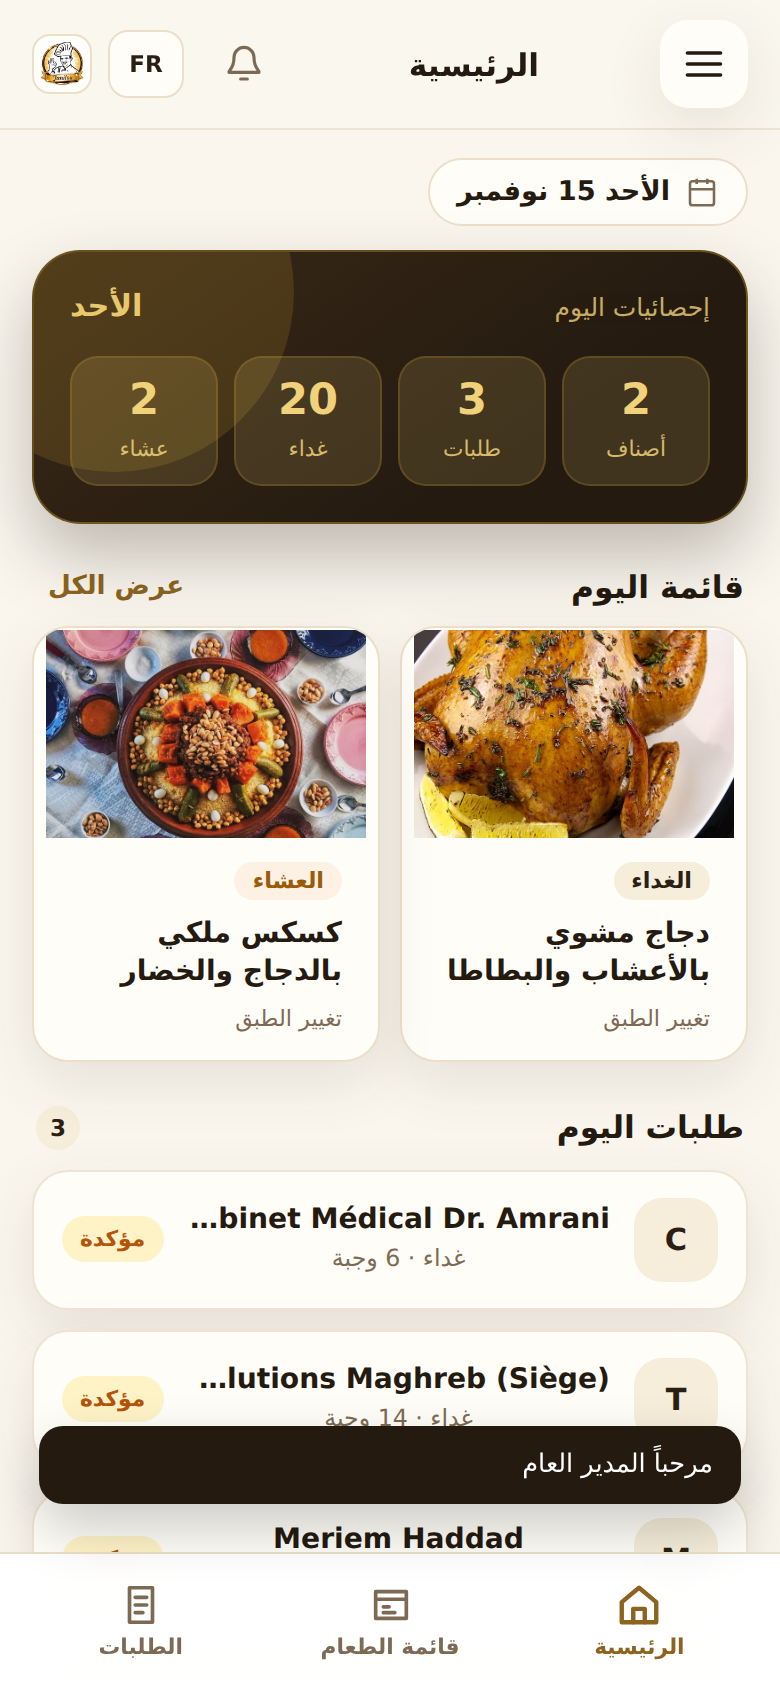 الرئيسية
FR
الأحد 15 نوفمبر
إحصائيات اليوم
الأحد
2
أصناف
3
طلبات
20
غداء
2
عشاء
قائمة اليوم
عرض الكل
الغداء
دجاج مشوي
بالأعشاب والبطاطا
تغيير الطبق
العشاء
كسكس ملكي
بالدجاج والخضار
تغيير الطبق
طلبات اليوم
3
C
...binet Médical Dr. Amrani
غداء · 6 وجبة
مؤكدة
T
...lutions Maghreb (Siège)
غداء · 14 وجبة
مؤكدة
مرحباً المدير العام
M
Meriem Haddad
الرئيسية
قائمة الطعام
الطلبات